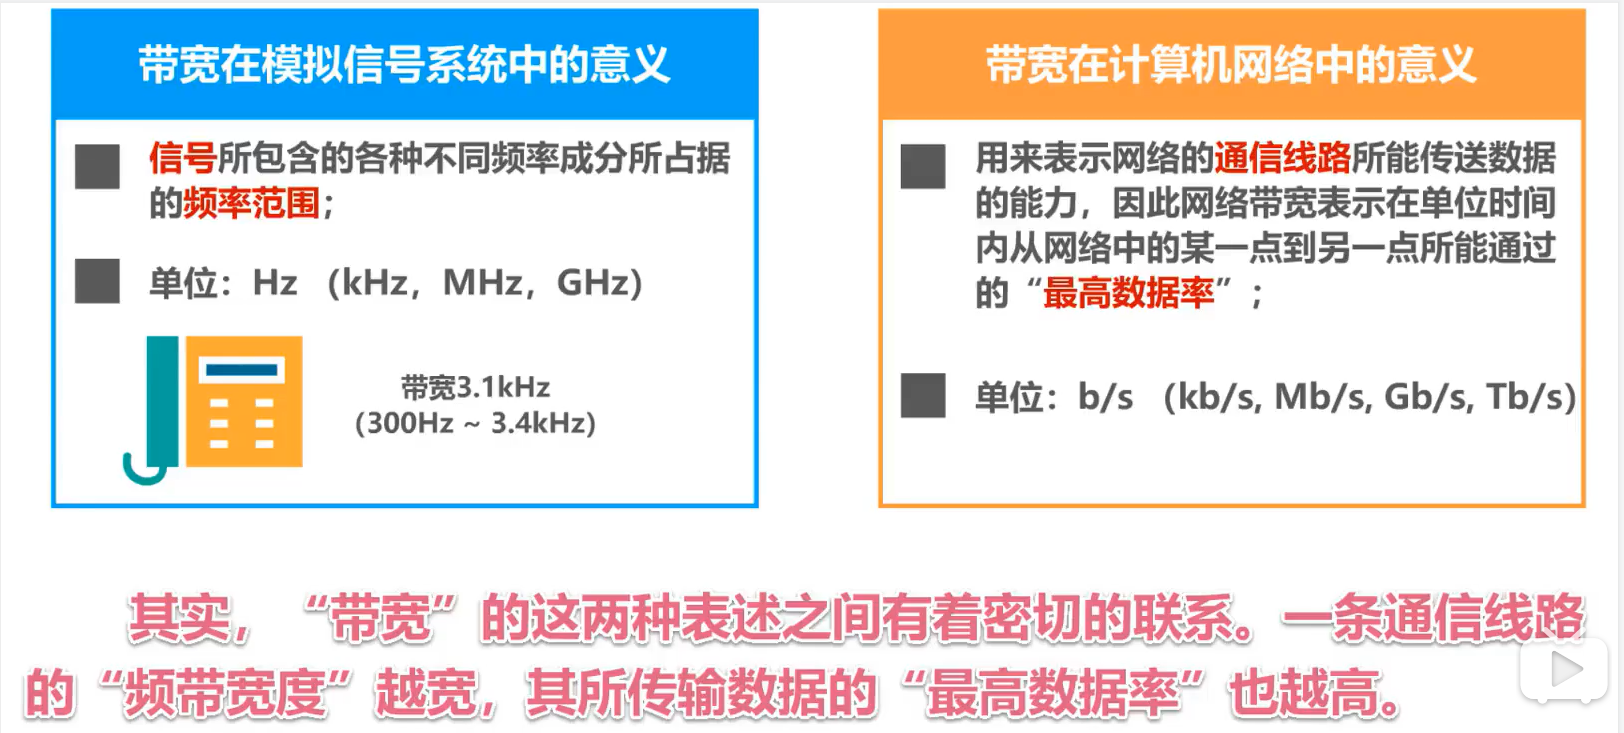 带宽在模拟信号系统中的意义
信号所包含的各种不同频率成分所占据
的频率范围；
单位：Hz （kHz，MHz，GHz）
带宽3.1kHz
(300Hz ~ 3.4kHz)
带宽在计算机网络中的意义
用来表示网络的通信线路所能传送数据
的能力，因此网络带宽表示在单位时间
内从网络中的某一点到另一点所能通过
的“最高数据率”；
单位：b/s （kb/s, Mb/s, Gb/s, Tb/s）
其实，“带宽”的这两种表述之间有着密切的联系。一条通信线路
的“频带宽度”越宽，其所传输数据的“最高数据率”也越高。